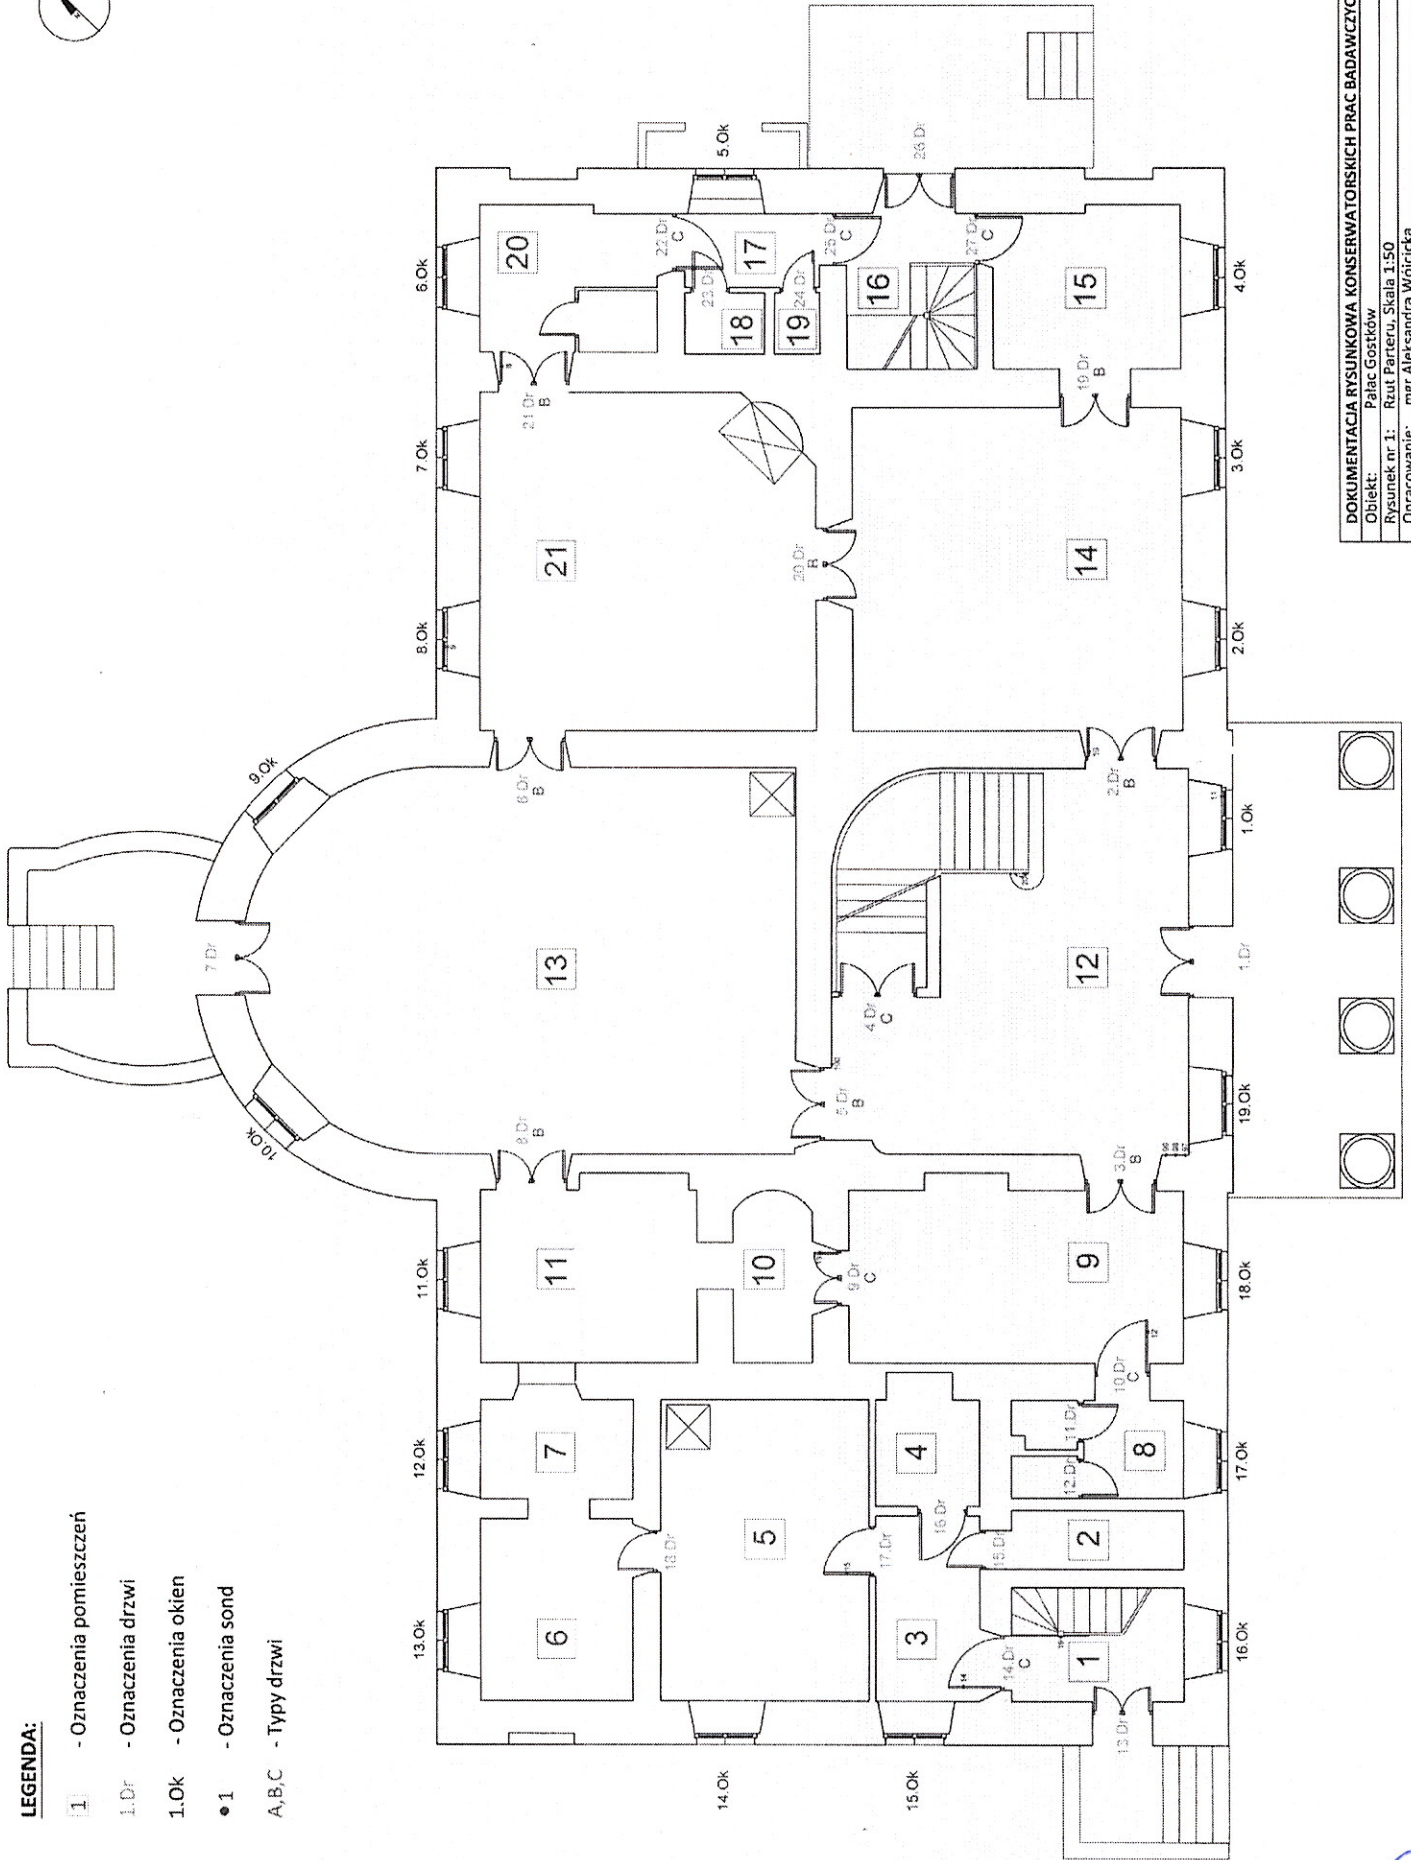 LEGENDA:
1 - Oznaczenia pomieszczeń
1.Dr - Oznaczenia drzwi
1.Ok - Oznaczenia okien
•1 - Oznaczenia sond
A,B,C - Typy drzwi
13.Ok
12.Ok
11.Ok
10.Ok
9.Ok
8.Ok
7.Ok
6.Ok
7 Dr
6
7
11
8.Dr
B
13
6 Dr
B
21
21 Dr
B
20
18.Dr
22 Dr
C
23 Dr
14.Ok
5
10
18
17
5.Ok
19
24 Dr
25 Dr
C
20 Dr
B
17.Dr
9 Dr
C
5 Dr
B
4 Dr
C
16
26 Dr
15.Ok
3
16 Dr
4
15.Dr
27 Dr
C
14.Dr
C
1
2
12.Dr
11.Dr
8
10.Dr
C
9
3.Dr
B
12
2.Dr
B
14
19 Dr
B
15
13.Dr
1.Dr
16.Ok
17.Ok
18.Ok
19.Ok
1.Ok
2.Ok
3.Ok
4.Ok
DOKUMENTACJA RYSUNKOWA KONSERWATORSKICH PRAC BADAWCZYC
Obiekt: Pałac Gostków
Rysunek nr 1: Rzut Parteru, Skala 1:50
Opracowanie: mgr Aleksandra Wójcicka